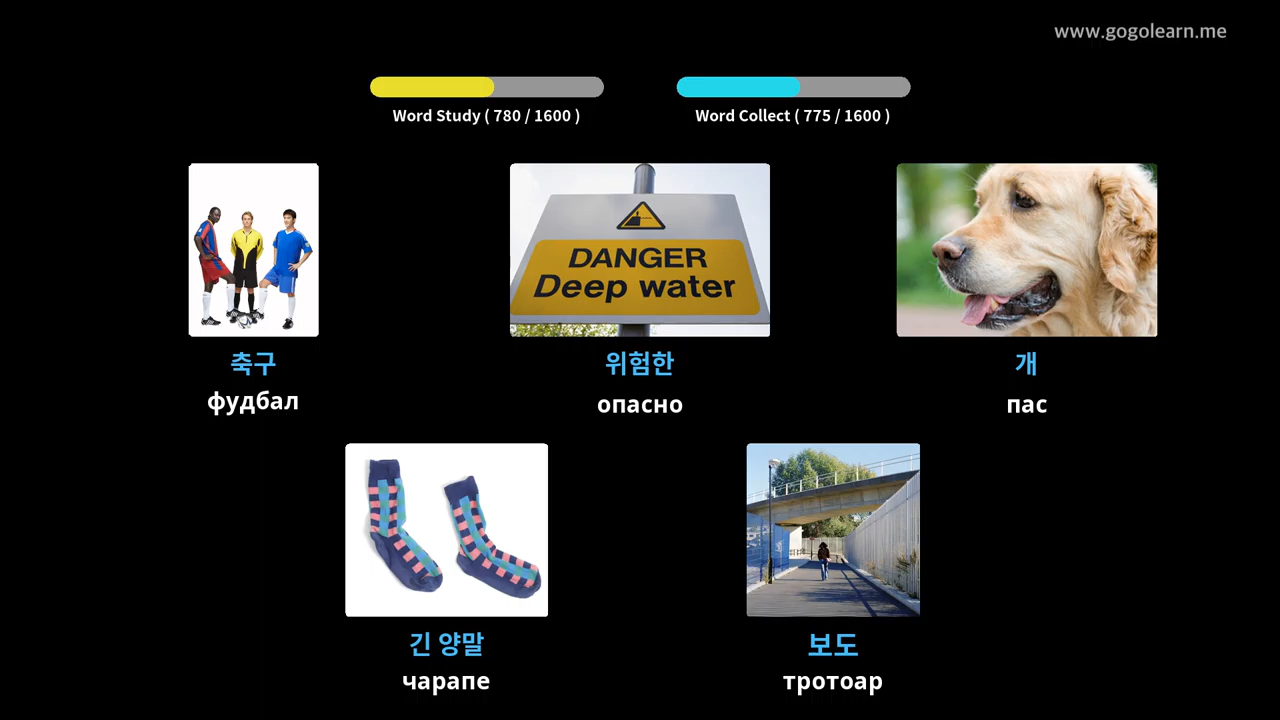 www.gogolearn.me
Word Study ( 780 / 1600 )
Word Collect ( 775 / 1600 )
DANGER
Deep water
축구
위험한
개
фудбал
опасно
пас
긴 양말
보도
чарапе
тротоар